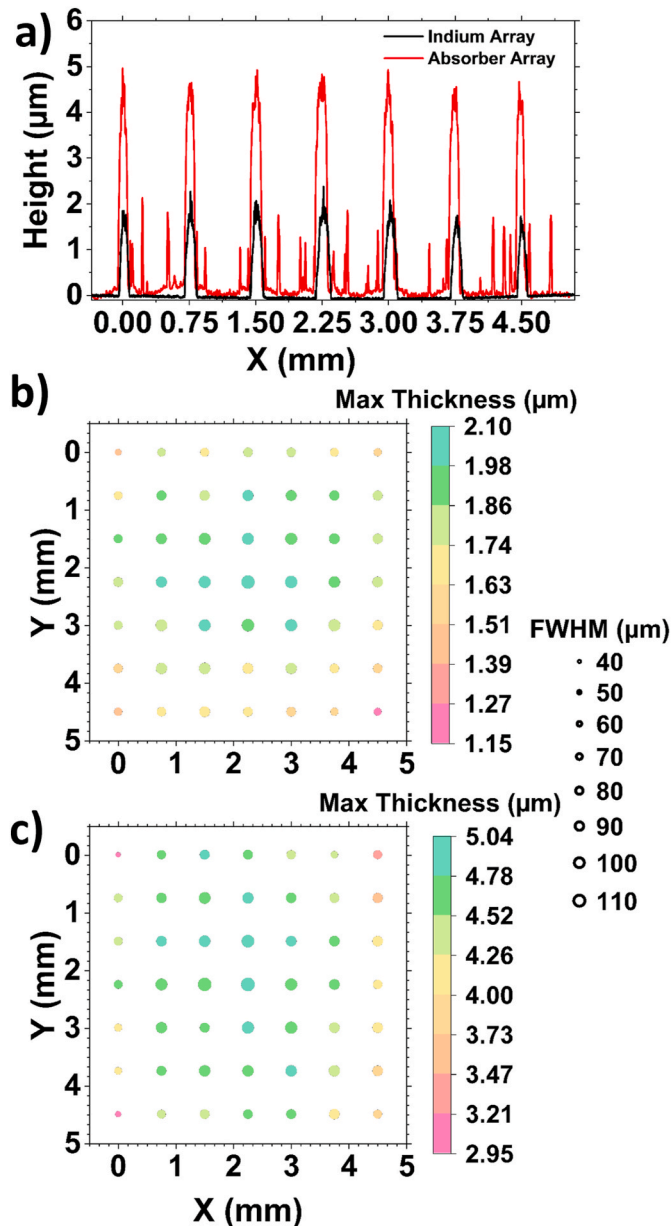 a)
Indium Array
Absorber Array
6
5
4
3
2
1
0
Height (µm)
0.00 0.75 1.50 2.25 3.00 3.75 4.50
X (mm)
b)
Max Thickness (µm)
0
1
2
3
4
5
Y (mm)
0 1 2 3 4 5
2.10
1.98
1.86
1.74
1.63
1.51
1.39
1.27
1.15
FWHM (µm)
40
50
60
70
80
90
100
110
c)
Max Thickness (µm)
0
1
2
3
4
5
Y (mm)
0 1 2 3 4 5
X (mm)
5.04
4.78
4.52
4.26
4.00
3.73
3.47
3.21
2.95